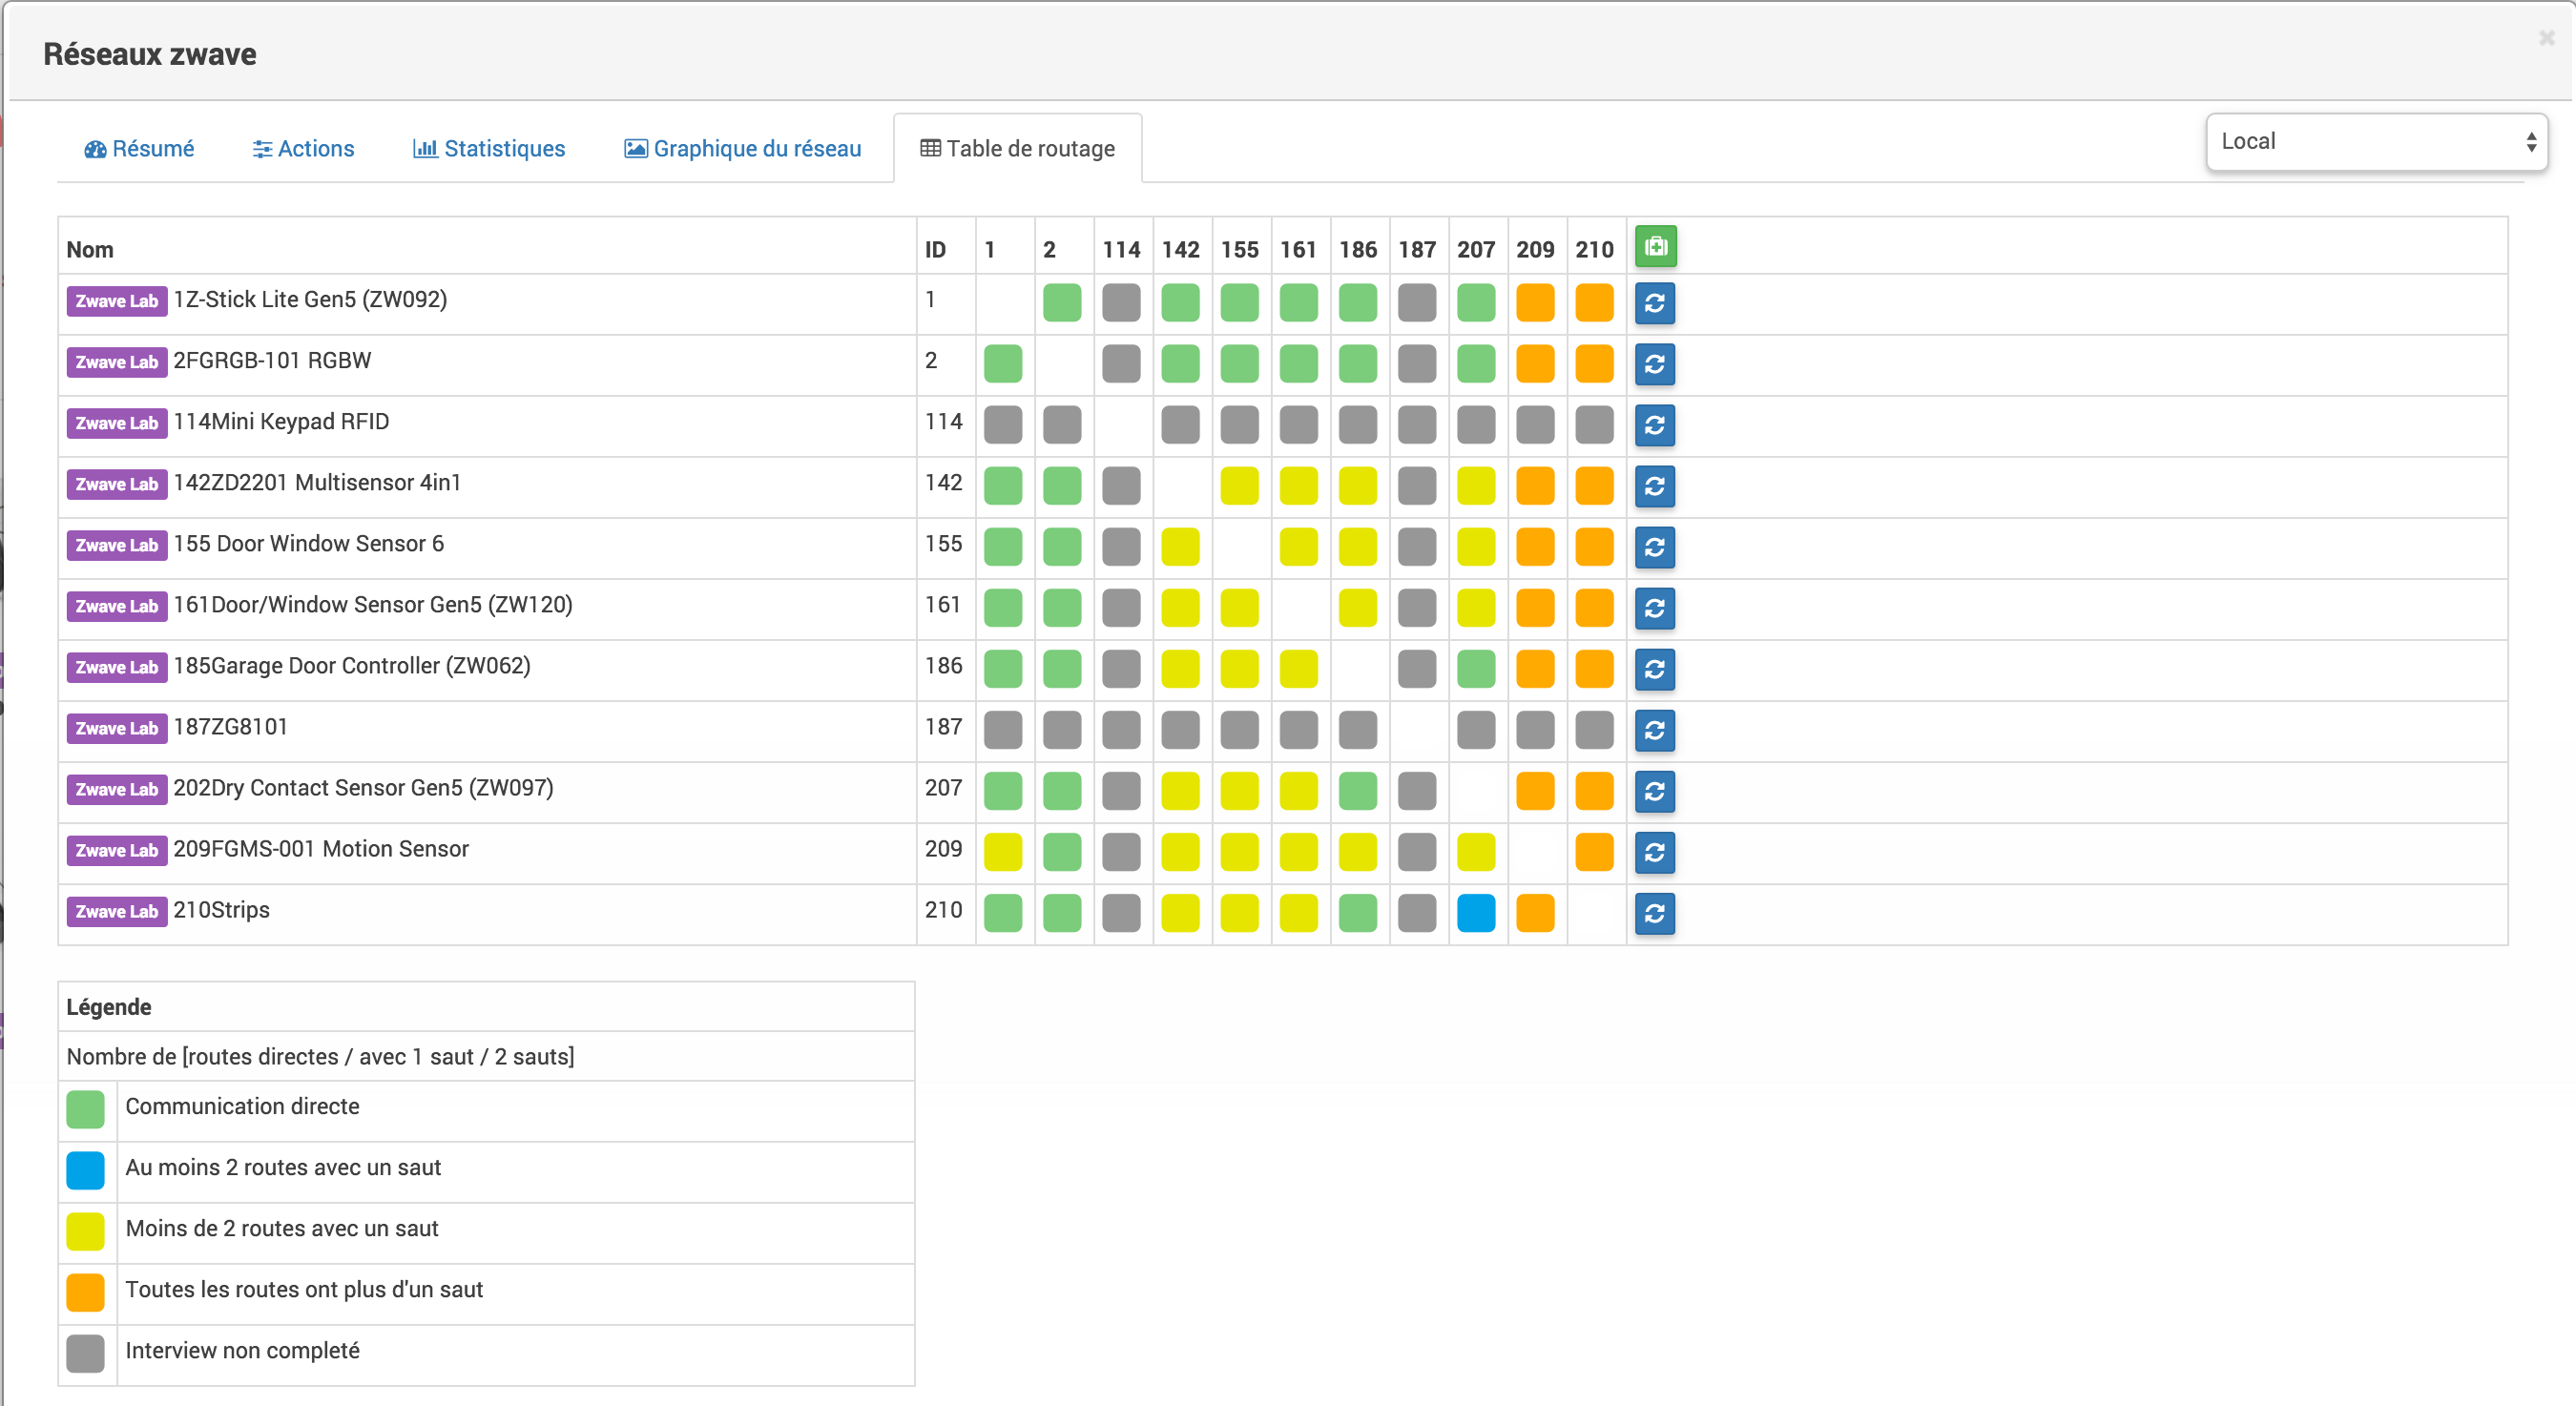 Réseaux zwave
Résumé Actions Statistiques Graphique du réseau Table de routage Local
Nom ID 1 2 114 142 155 161 186 187 207 209 210
Zwave Lab 1Z-Stick Lite Gen5 (ZW092) 1
Zwave Lab 2FGRGB-101 RGBW 2
Zwave Lab 114Mini Keypad RFID 114
Zwave Lab 142ZD2201 Multisensor 4in1 142
Zwave Lab 155 Door Window Sensor 6 155
Zwave Lab 161Door/Window Sensor Gen5 (ZW120) 161
Zwave Lab 185Garage Door Controller (ZW062) 186
Zwave Lab 187ZG8101 187
Zwave Lab 202Dry Contact Sensor Gen5 (ZW097) 207
Zwave Lab 209FGMS-001 Motion Sensor 209
Zwave Lab 210Strips 210
Légende
Nombre de [routes directes / avec 1 saut / 2 sauts]
Communication directe
Au moins 2 routes avec un saut
Moins de 2 routes avec un saut
Toutes les routes ont plus d'un saut
Interview non completé